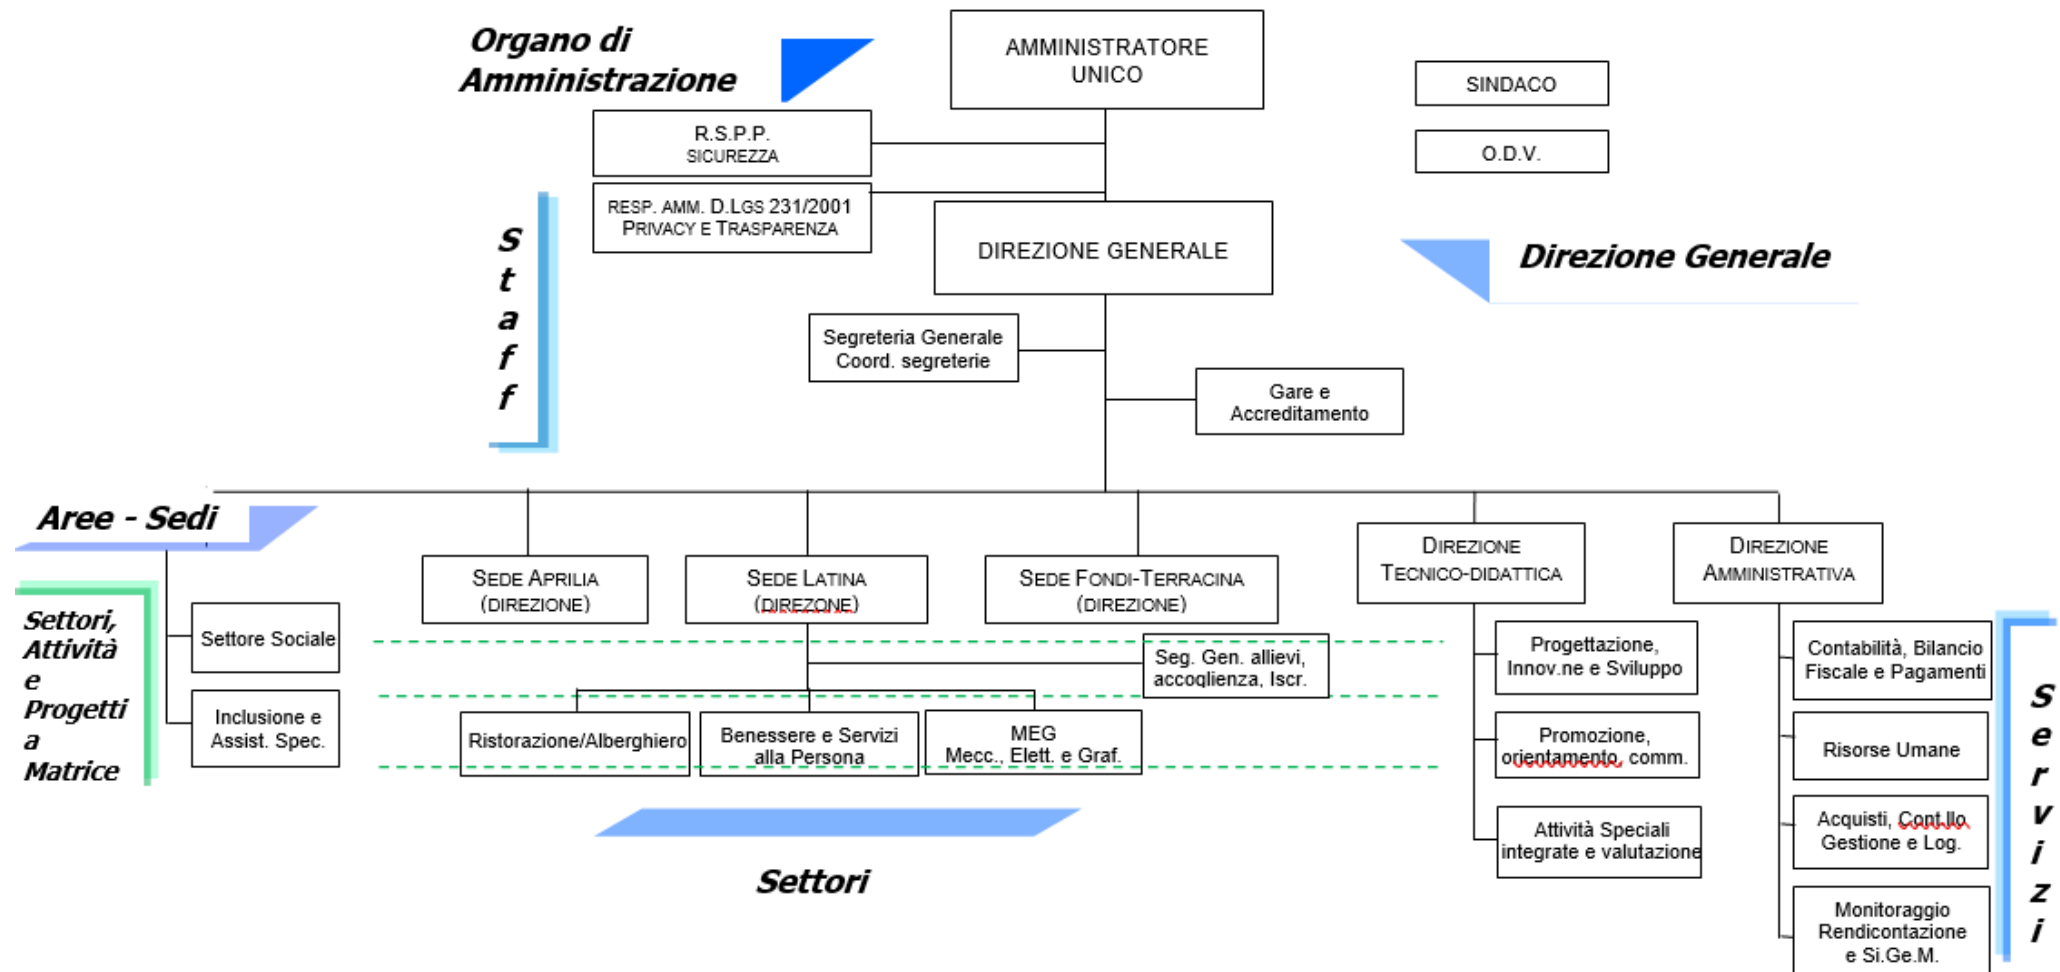 Organo di
Amministrazione
AMMINISTRATORE
UNICO
SINDACO
R.S.P.P.
SICUREZZA
O.D.V.
RESP. AMM. D.LGS 231/2001
PRIVACY E TRASPARENZA
Staff
DIREZIONE GENERALE
Direzione Generale
Segreteria Generale
Coord. segreterie
Gare e
Accreditamento
Aree - Sedi
SEDE APRILIA
(DIREZIONE)
SEDE LATINA
(DIREZONE)
SEDE FONDI-TERRACINA
(DIREZIONE)
DIREZIONE
TECNICO-DIDATTICA
DIREZIONE
AMMINISTRATIVA
Settori,
Attività
e
Progetti
a
Matrice
Settore Sociale
Inclusione e
Assist. Spec.
Seg. Gen. allievi,
accoglienza, Iscr.
Ristorazione/Alberghiero
Benessere e Servizi
alla Persona
MEG
Mecc., Elett. e Graf.
Progettazione,
Innov.ne e Sviluppo
Promozione,
orientamento, comm.
Attività Speciali
integrate e valutazione
Contabilità, Bilancio
Fiscale e Pagamenti
Risorse Umane
Acquisti, Cont.llo
Gestione e Log.
Monitoraggio
Rendicontazione
e Si.Ge.M.
Servizi
Settori